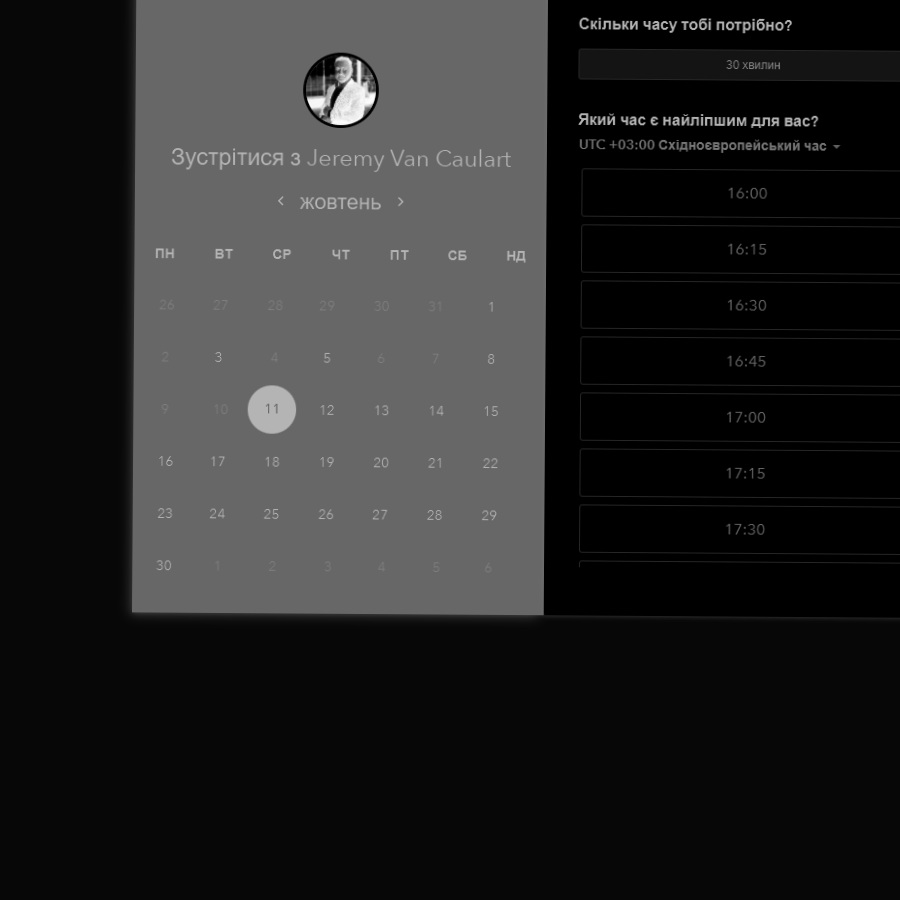 Зустрітися з Jeremy Van Caulart
жовтень
ПН ВТ СР ЧТ ПТ СБ НД
26 27 28 29 30 31 1
2 3 4 5 6 7 8
9 10 11 12 13 14 15
16 17 18 19 20 21 22
23 24 25 26 27 28 29
30 1 2 3 4 5 6
Скільки часу тобі потрібно?
30 хвилин
Який час є найліпшим для вас?
UTC +03:00 Східноєвропейський час
16:00
16:15
16:30
16:45
17:00
17:15
17:30